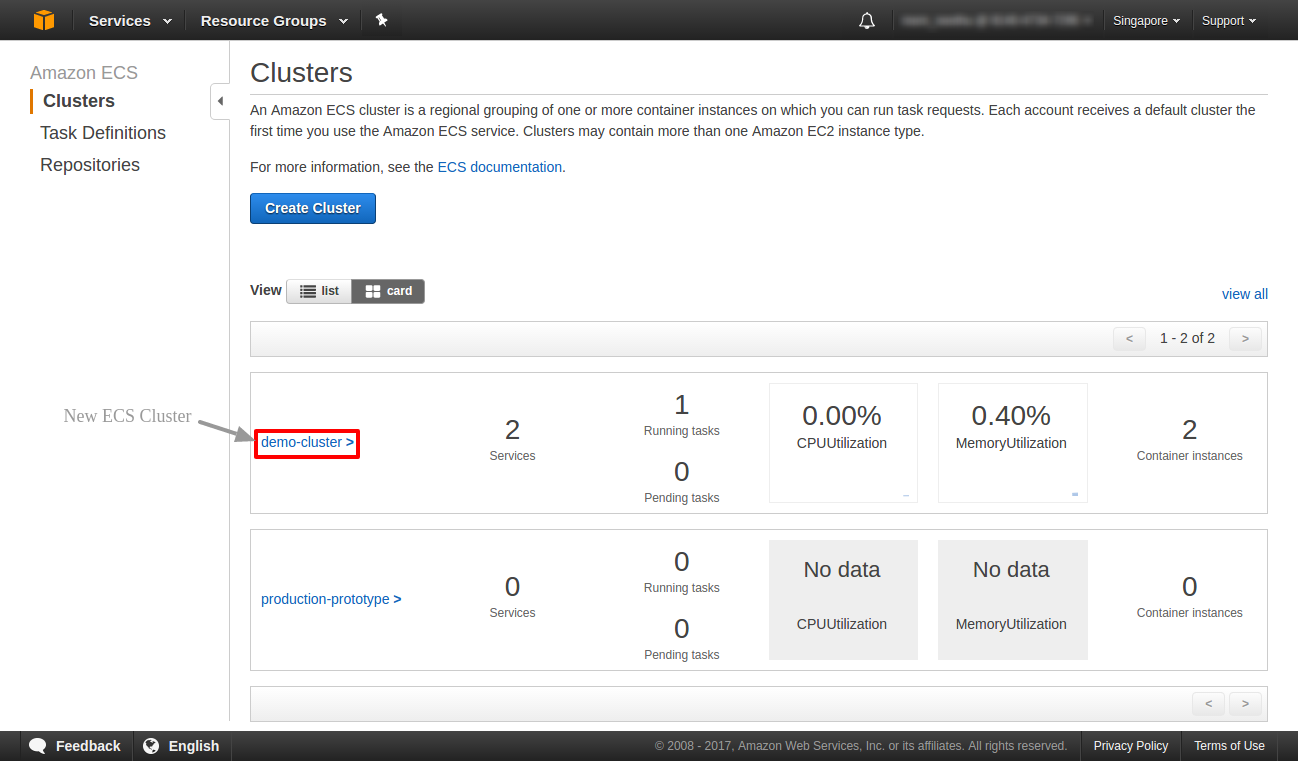 Services
Resource Groups
Singapore
Support
Amazon ECS
Clusters
Task Definitions
Repositories
Clusters
An Amazon ECS cluster is a regional grouping of one or more container instances on which you can run task requests. Each account receives a default cluster the
first time you use the Amazon ECS service. Clusters may contain more than one Amazon EC2 instance type.
For more information, see the ECS documentation.
Create Cluster
View list card
view all
< 1 - 2 of 2 >
New ECS Cluster
demo-cluster >
2
Services
1
Running tasks
0
Pending tasks
0.00%
CPUUtilization
0.40%
MemoryUtilization
2
Container instances
production-prototype >
0
Services
0
Running tasks
0
Pending tasks
No data
CPUUtilization
No data
MemoryUtilization
0
Container instances
< >
Feedback
English
© 2008 - 2017, Amazon Web Services, Inc. or its affiliates. All rights reserved.
Privacy Policy
Terms of Use